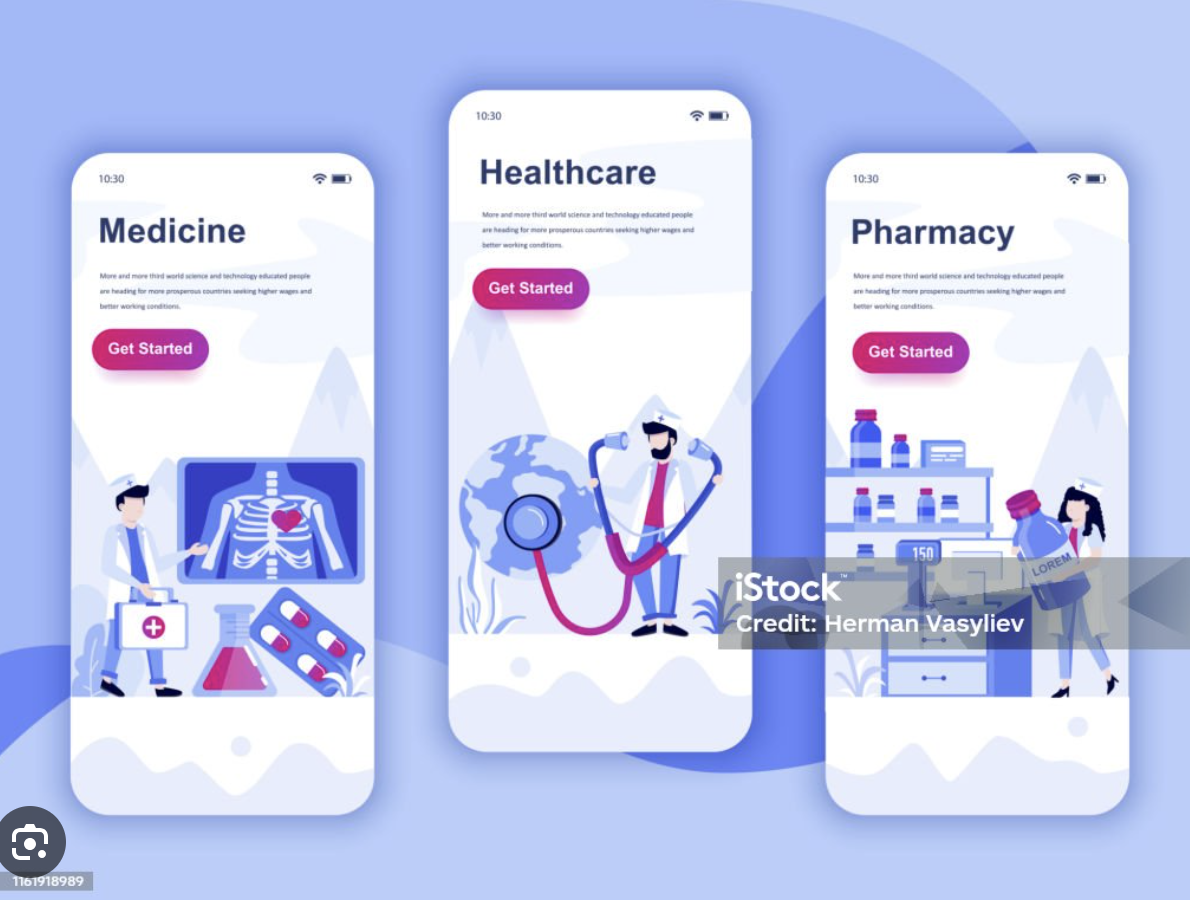 10:30
Medicine
More and more third world science and technology educated people
are heading for more prosperous countries seeking higher wages and
better working conditions.
Get Started
10:30
Healthcare
More and more third world science and technology educated people
are heading for more prosperous countries seeking higher wages and
better working conditions.
Get Started
10:30
Pharmacy
More and more third world science and technology educated people
are heading for more prosperous countries seeking higher wages and
better working conditions.
Get Started
150
LOREM
iStock™
Credit: Herman Vasyliev
1161918989